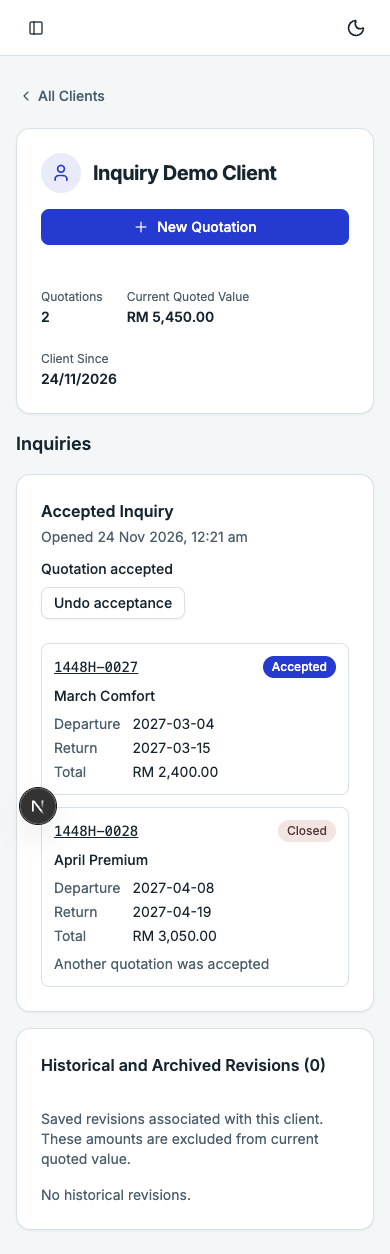 All Clients
Inquiry Demo Client
New Quotation
Quotations
2
Current Quoted Value
RM 5,450.00
Client Since
24/11/2026
Inquiries
Accepted Inquiry
Opened 24 Nov 2026, 12:21 am
Quotation accepted
Undo acceptance
1448H-0027
Accepted
March Comfort
Departure 2027-03-04
Return 2027-03-15
Total RM 2,400.00
N
1448H-0028
Closed
April Premium
Departure 2027-04-08
Return 2027-04-19
Total RM 3,050.00
Another quotation was accepted
Historical and Archived Revisions (0)
Saved revisions associated with this client.
These amounts are excluded from current
quoted value.
No historical revisions.